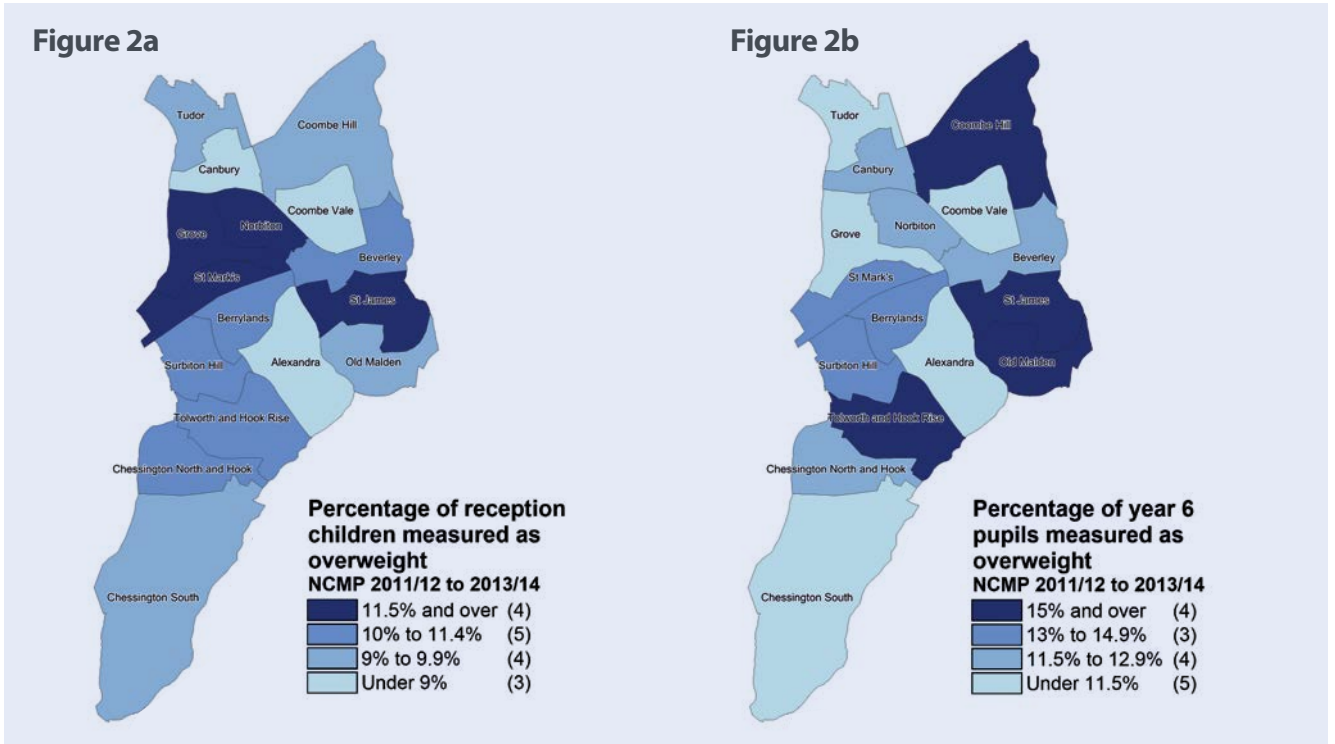 Figure 2a
Tudor
Coombe Hill
Canbury
Coombe Vale
Norbiton
Grove
Beverley
St Mark's
St James
Berrylands
Alexandra
Old Malden
Surbiton Hill
Tolworth and Hook Rise
Chessington North and Hook
Chessington South
Percentage of reception
children measured as
overweight
NCMP 2011/12 to 2013/14
11.5% and over (4)
10% to 11.4% (5)
9% to 9.9% (4)
Under 9% (3)
Figure 2b
Tudor
Coombe Hill
Canbury
Coombe Vale
Norbiton
Grove
Beverley
St Mark's
St James
Berrylands
Alexandra
Old Malden
Surbiton Hill
Tolworth and Hook Rise
Chessington North and Hook
Chessington South
Percentage of year 6
pupils measured as
overweight
NCMP 2011/12 to 2013/14
15% and over (4)
13% to 14.9% (3)
11.5% to 12.9% (4)
Under 11.5% (5)